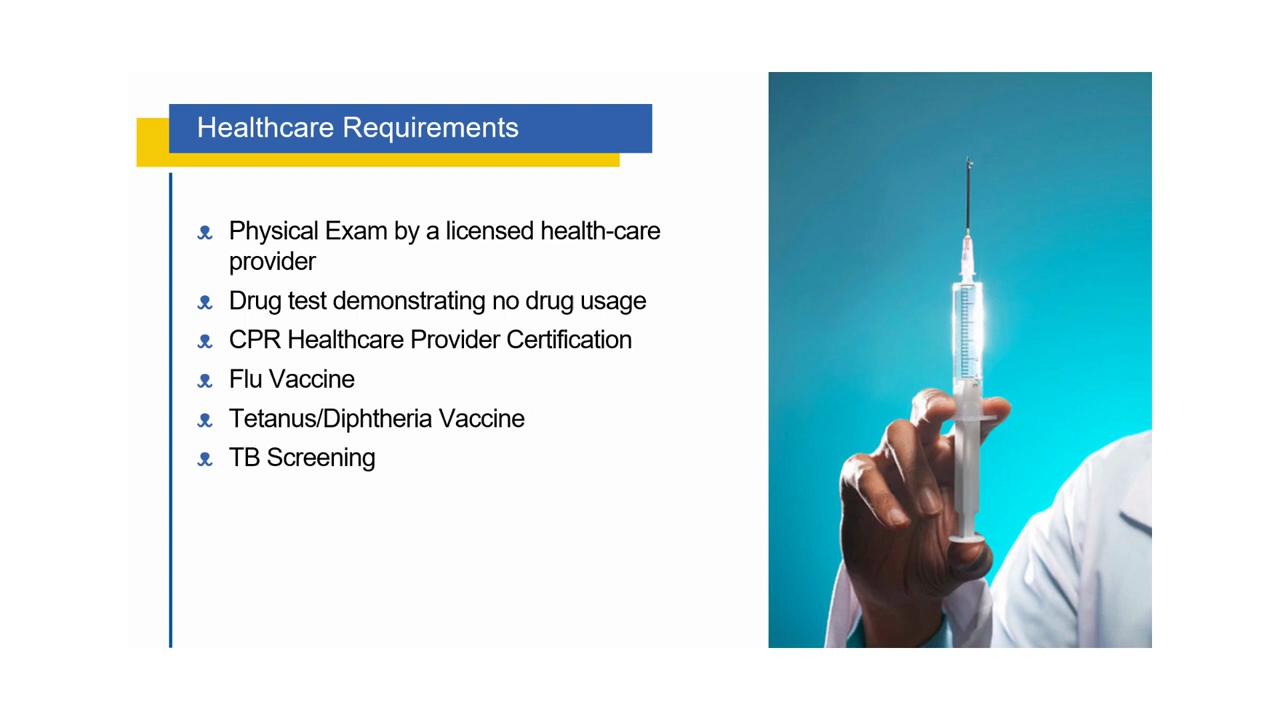 Healthcare Requirements
Physical Exam by a licensed health-care
provider
Drug test demonstrating no drug usage
CPR Healthcare Provider Certification
Flu Vaccine
Tetanus/Diphtheria Vaccine
TB Screening